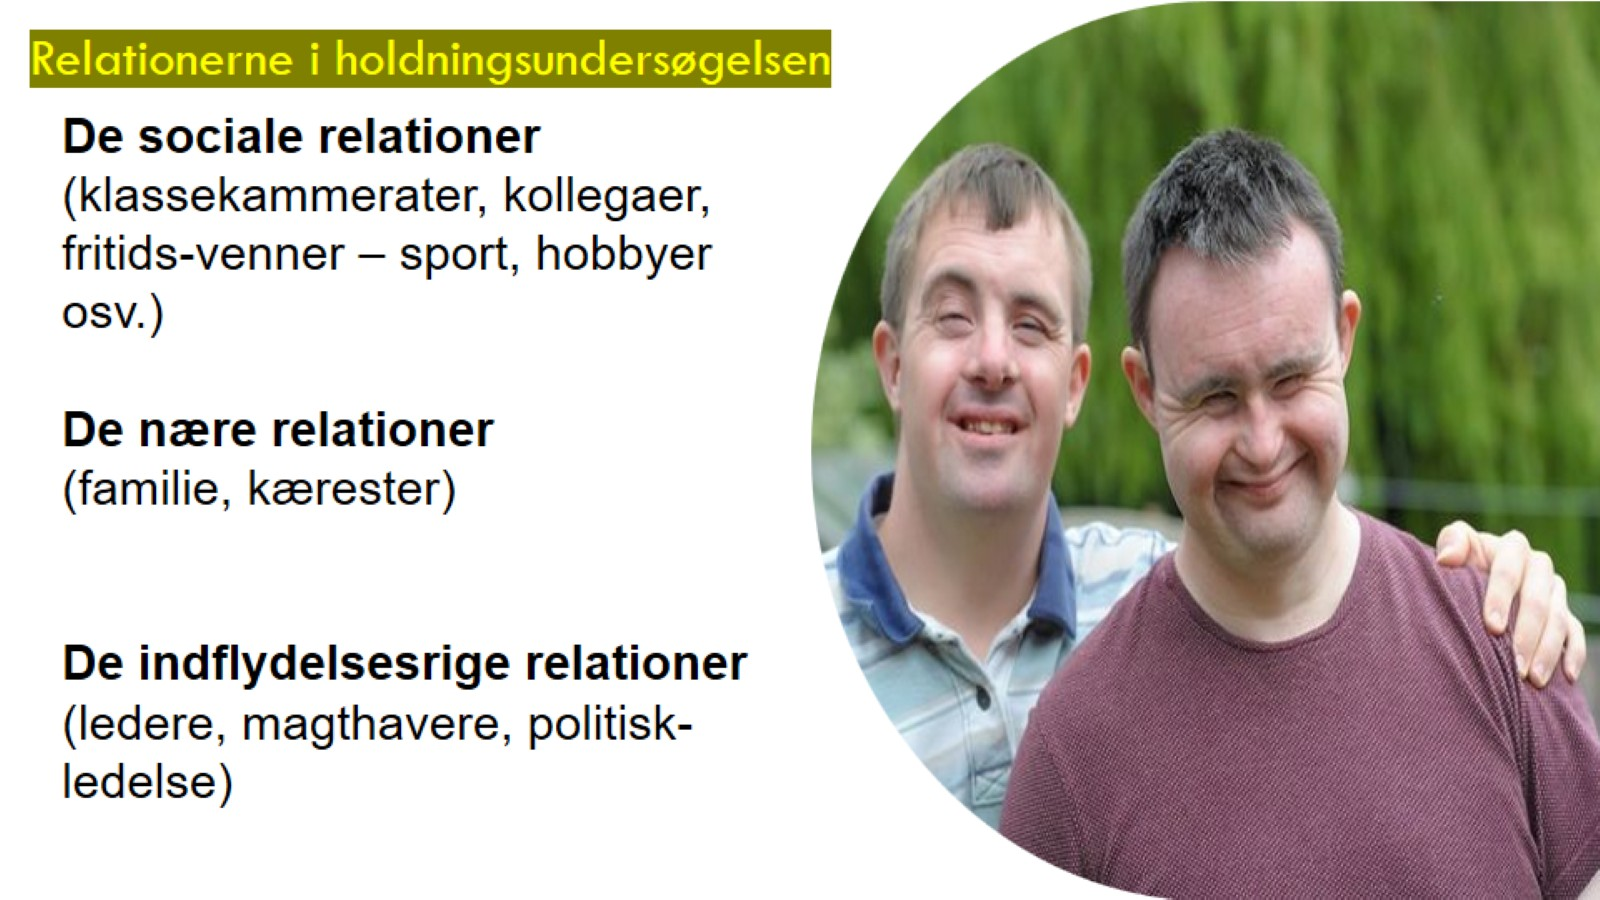 Relationerne i holdningsundersøgelsen
De sociale relationer
(klassekammerater, kollegaer,
fritids-venner – sport, hobbyer
osv.)
De nære relationer
(familie, kærester)
De indflydelsesrige relationer
(ledere, magthavere, politisk-
ledelse)